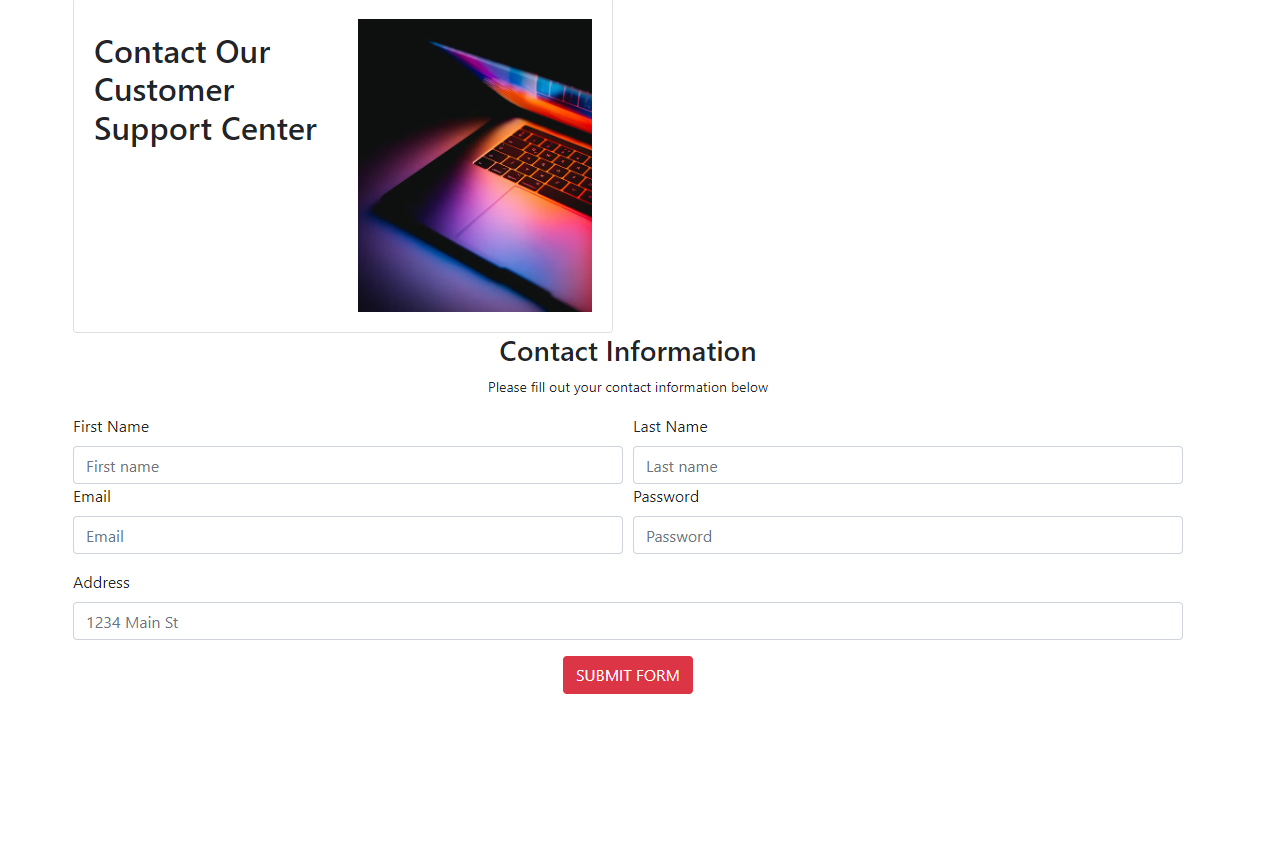 Contact Our
Customer
Support Center
Contact Information
Please fill out your contact information below
First Name
Last Name
First name
Last name
Email
Password
Email
Password
Address
1234 Main St
SUBMIT FORM